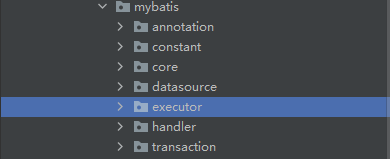 mybatis
annotation
constant
core
datasource
executor
handler
transaction